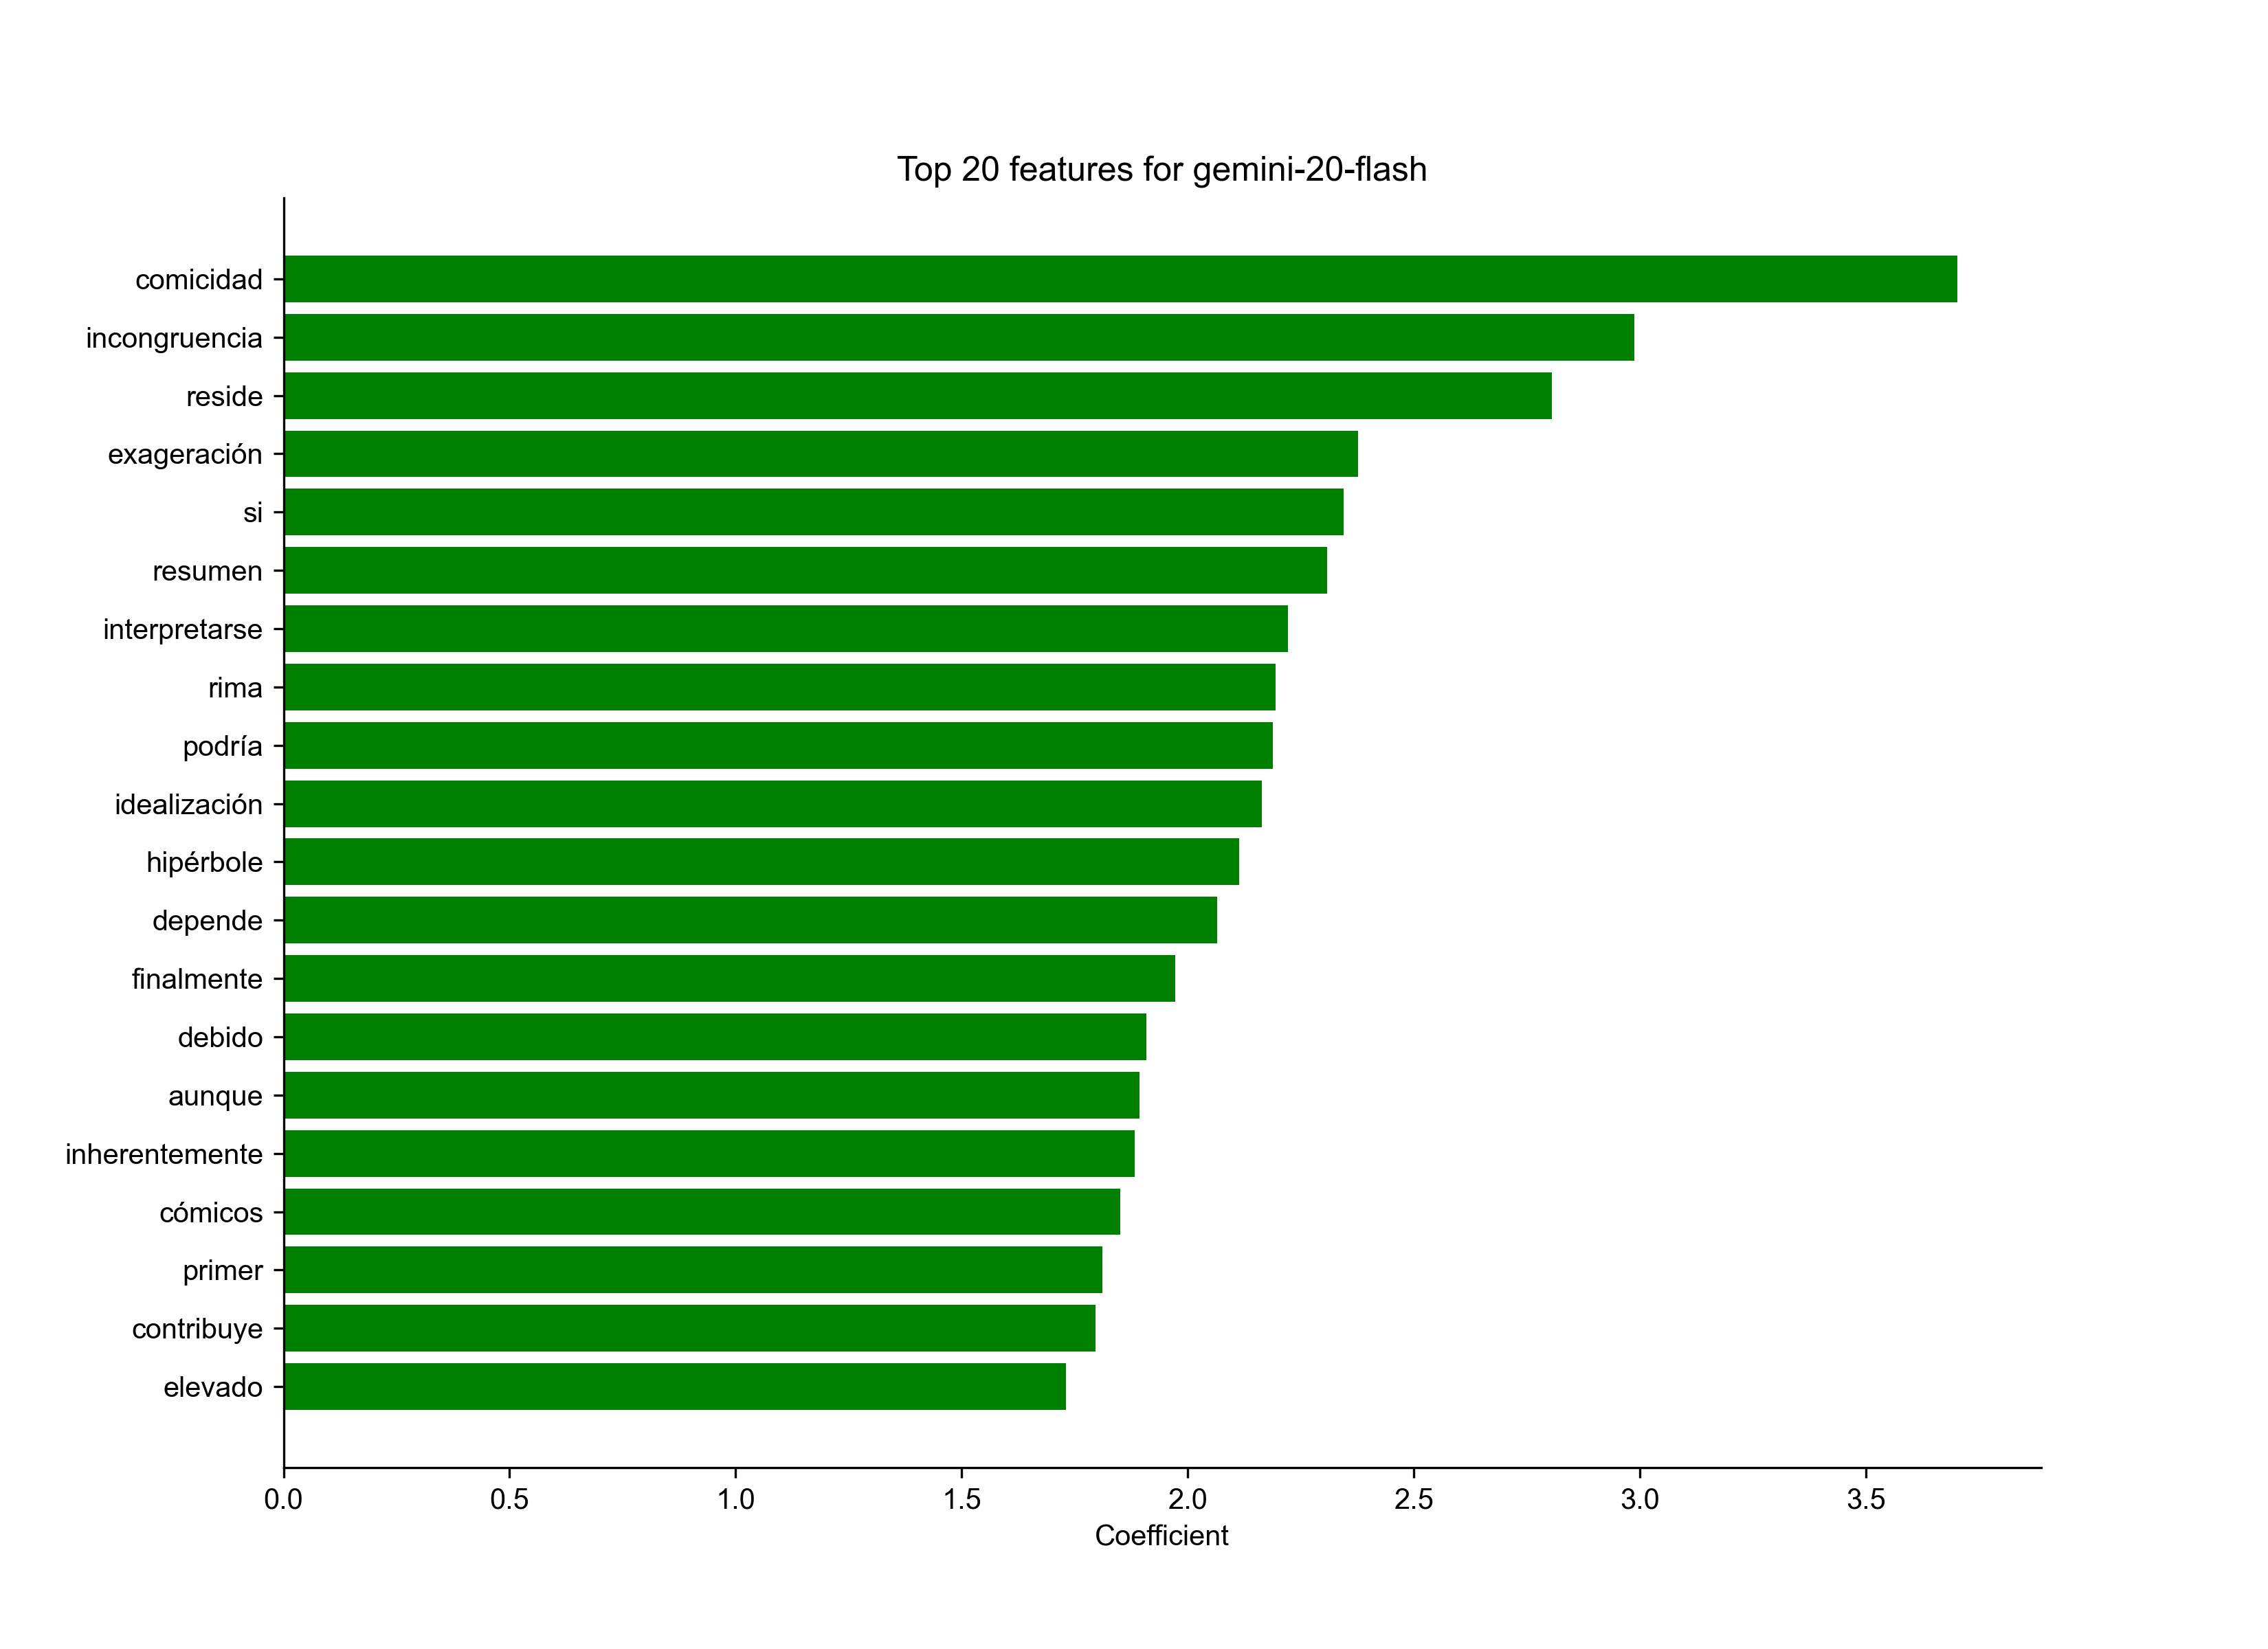 Top 20 features for gemini-20-flash
comicidad
incongruencia
reside
exageración
si
resumen
interpretarse
rima
podría
idealización
hipérbole
depende
finalmente
debido
aunque
inherentemente
cómicos
primer
contribuye
elevado
0.0 0.5 1.0 1.5 2.0 2.5 3.0 3.5
Coefficient